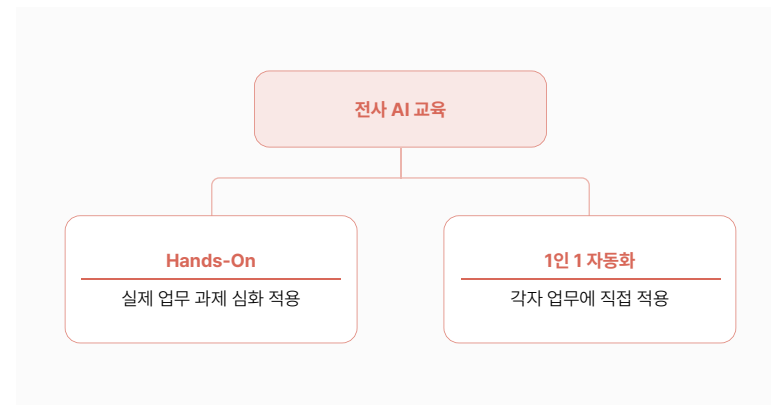 전사 AI 교육
Hands-On
실제 업무 과제 심화 적용
1인 1 자동화
각자 업무에 직접 적용